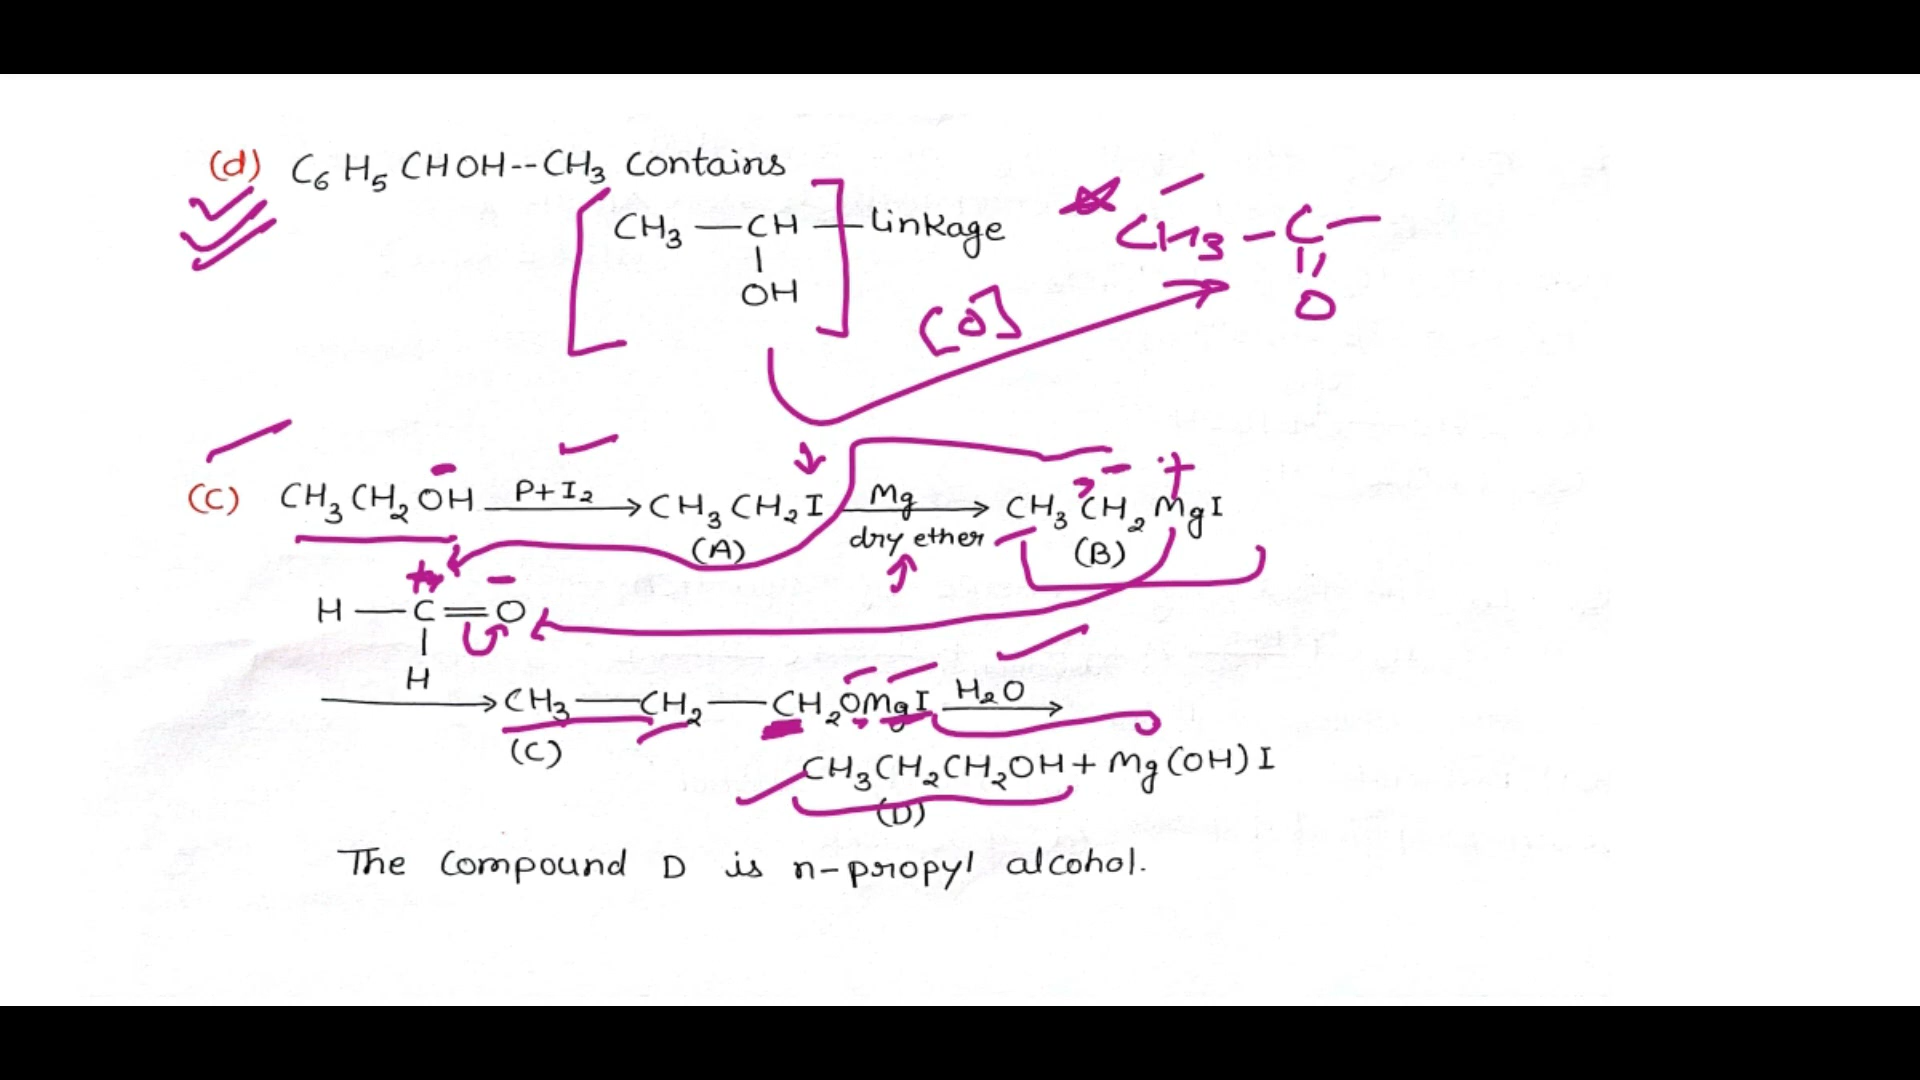 (d) C₆H₅CHOH--CH₃ contains
CH₃—CH—linkage
|
OH
CH₃-C-
||
O
[O]
(C) CH₃CH₂OH P+I₂→ CH₃CH₂I Mg→ CH₃CH₂MgI
(A) dry ether (B)
H—C=O
|
H
→ CH₃—CH₂—CH₂OMgI H₂O→
(C)
CH₃CH₂CH₂OH + Mg(OH)I
(D)
The compound D is n-propyl alcohol.